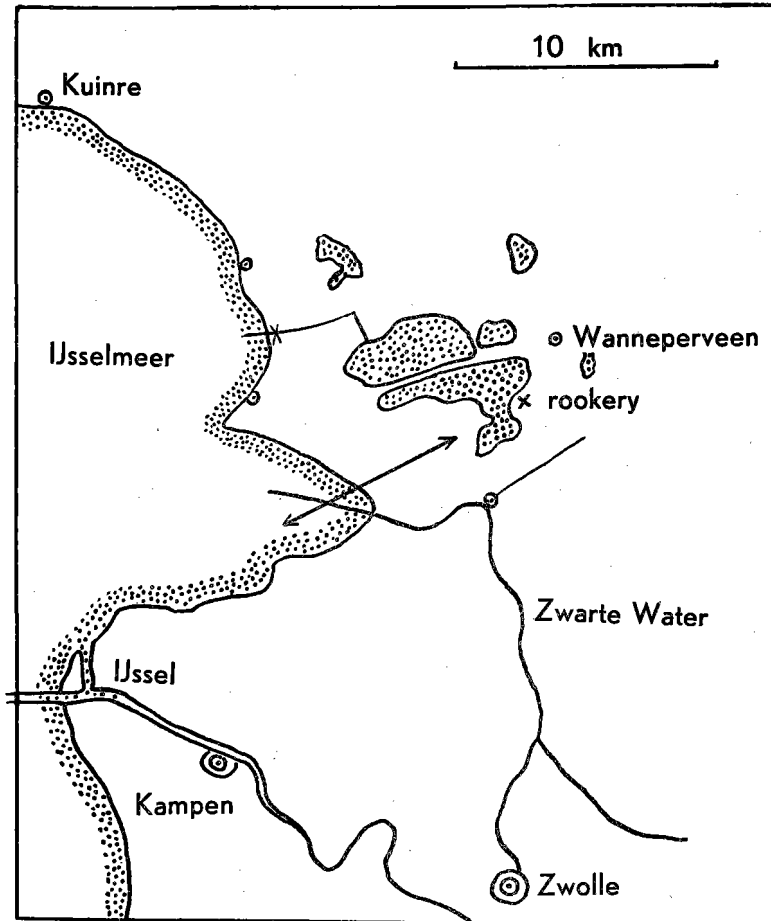 10 km
Kuinre
IJsselmeer
Wanneperveen
rookery
Zwarte Water
IJssel
Kampen
Zwolle